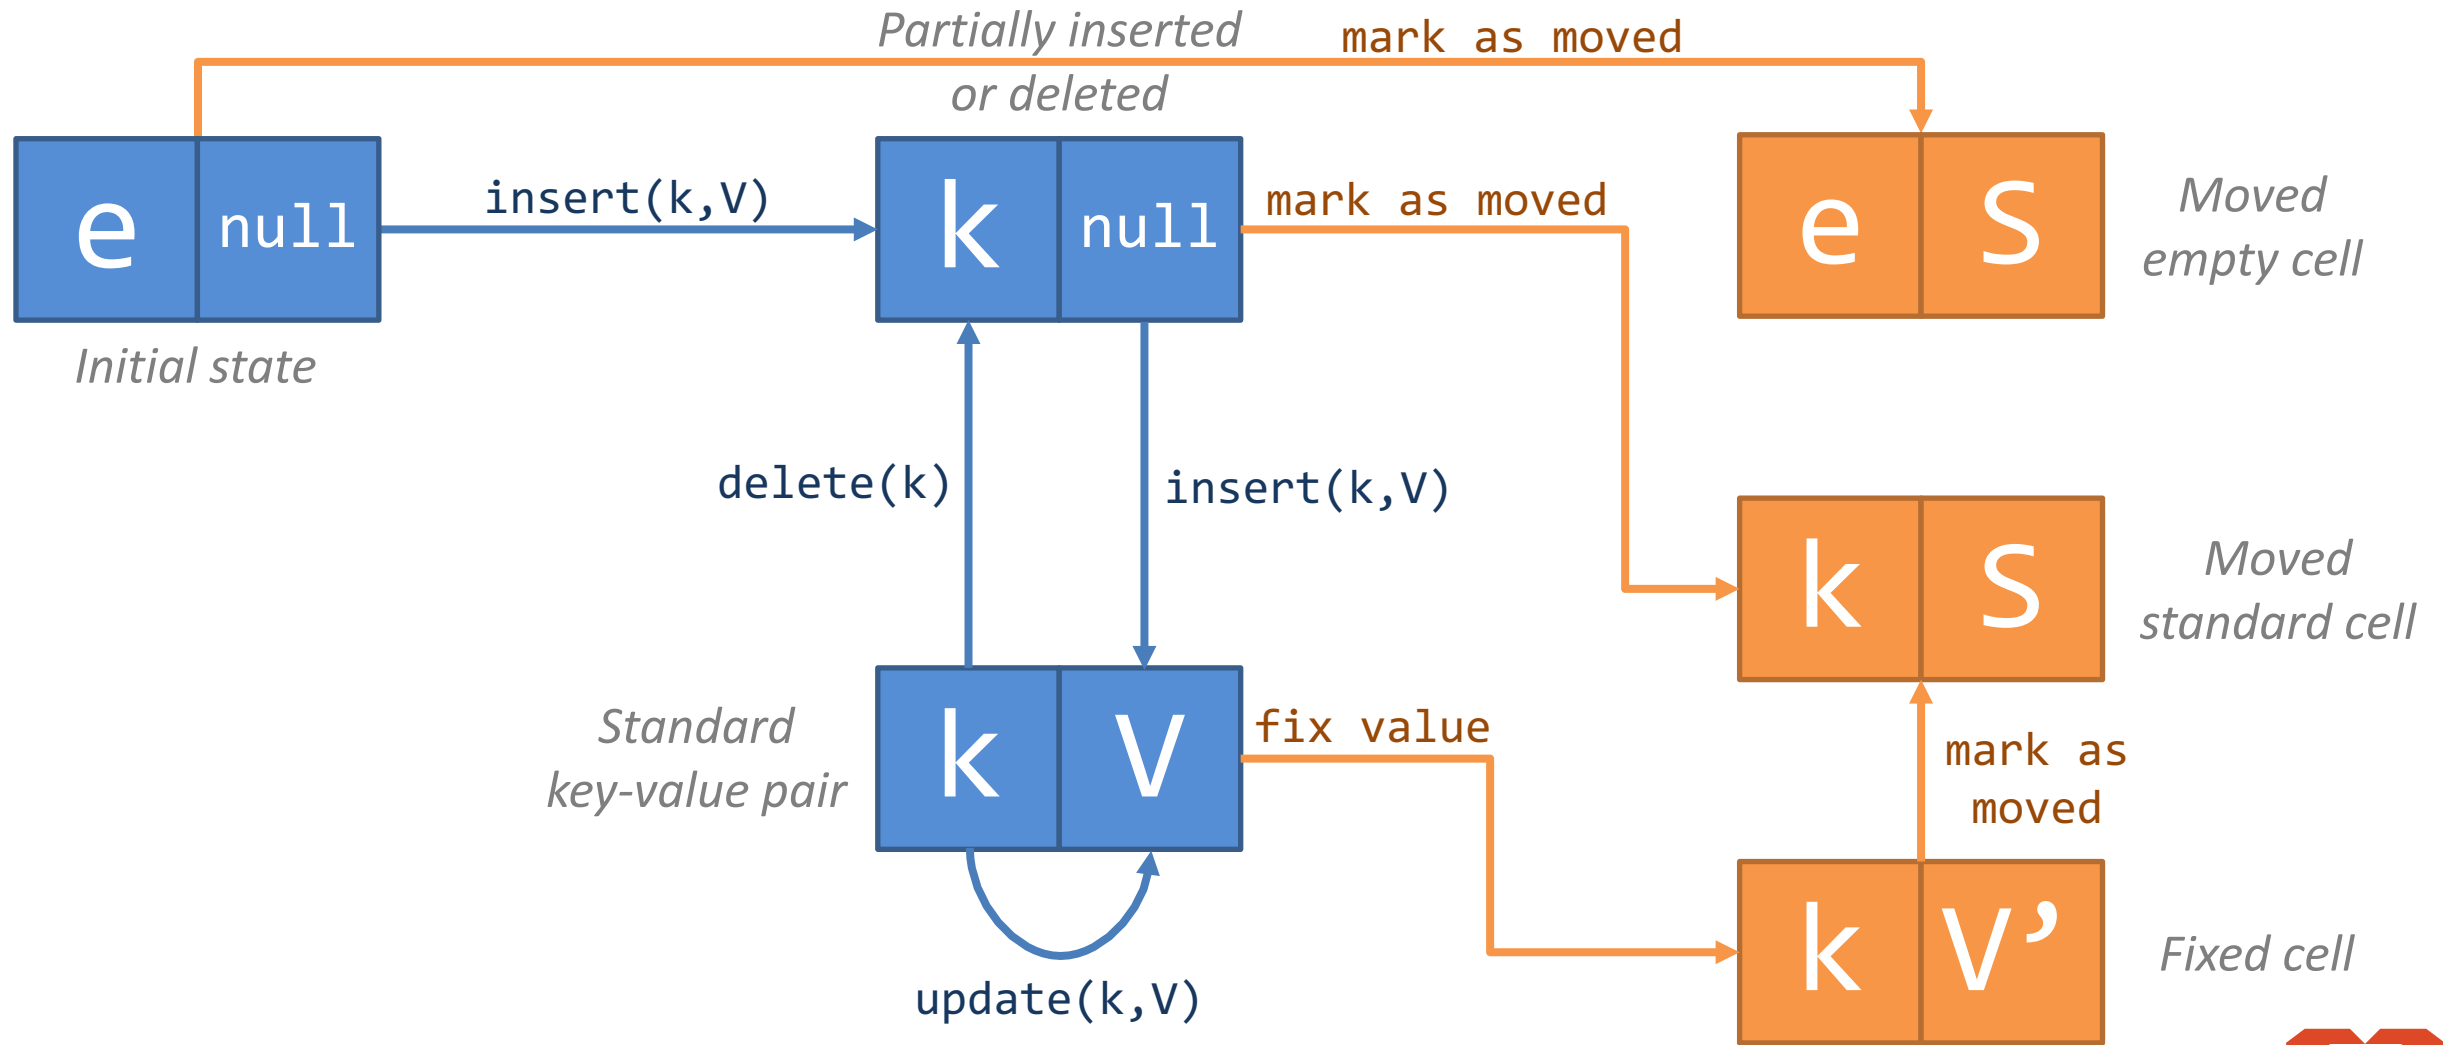 Partially inserted
or deleted
mark as moved
e null
insert(k,V)
k null
mark as moved
e S
Moved
empty cell
Initial state
delete(k)
insert(k,V)
k S
Moved
standard cell
Standard
key-value pair
k V
fix value
mark as
moved
update(k,V)
k V’
Fixed cell